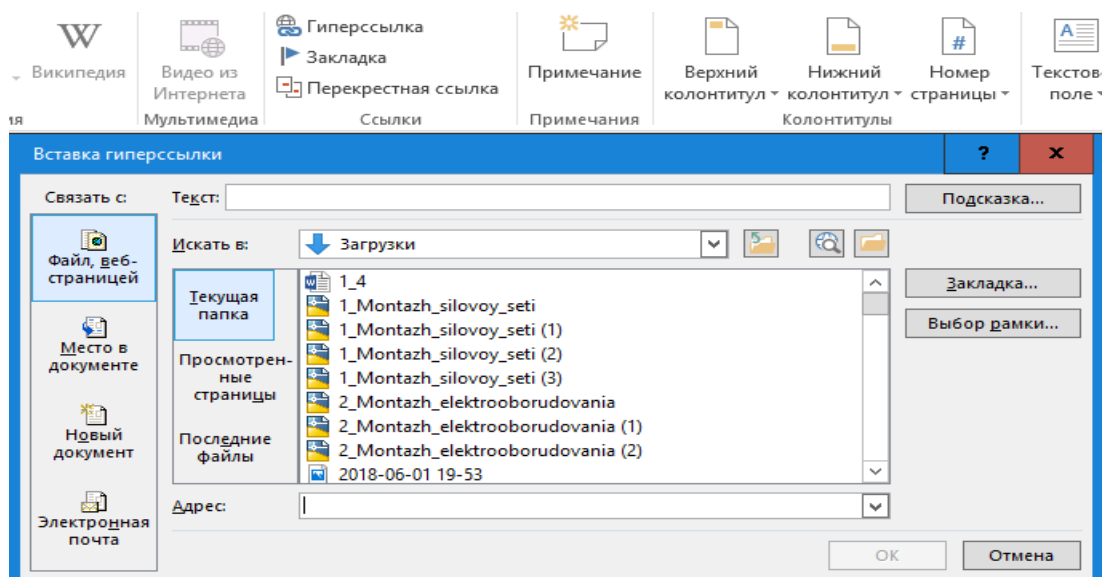 W
Гиперссылка
Закладка
Перекрестная ссылка
Википедия
Видео из
Интернета
Примечание
Верхний
колонтитул
Нижний
колонтитул
#
Номер
страницы
A
Текстов
поле
ия
Мультимедиа
Ссылки
Примечания
Колонтитулы
Вставка гиперссылки
?
x
Связать с:
Текст:
Подсказка...
Файл, веб-
страницей
Искать в:
Загрузки
Текущая
папка
1_4
1_Montazh_silovoy_seti
1_Montazh_silovoy_seti (1)
1_Montazh_silovoy_seti (2)
1_Montazh_silovoy_seti (3)
2_Montazh_elektrooborudovania
2_Montazh_elektrooborudovania (1)
2_Montazh_elektrooborudovania (2)
2018-06-01 19-53
Закладка...
Выбор рамки...
Место в
документе
Просмотрен-
ные
страницы
Новый
документ
Последние
файлы
Электронная
почта
Адрес:
ОК
Отмена